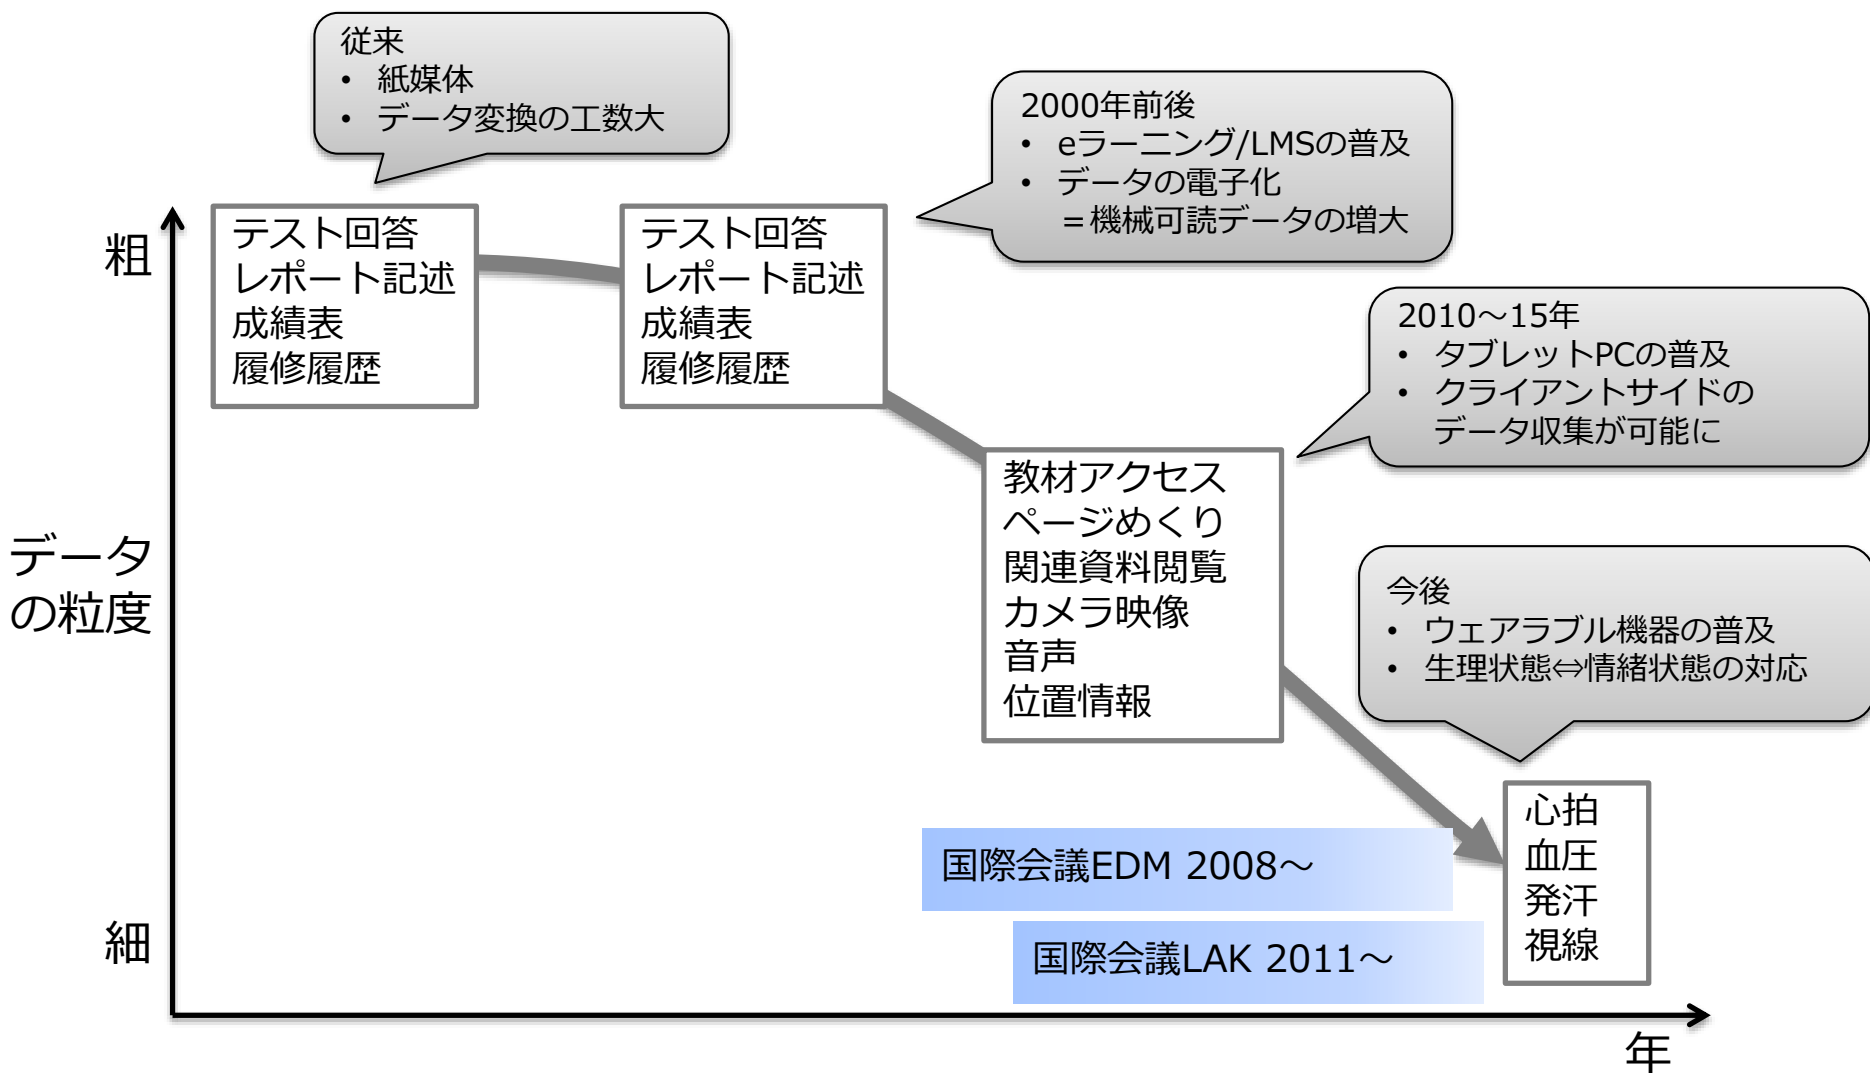 従来
• 紙媒体
• データ変換の工数大
2000年前後
• eラーニング/LMSの普及
• データの電子化
＝機械可読データの増大
粗
テスト回答
レポート記述
成績表
履修履歴
テスト回答
レポート記述
成績表
履修履歴
2010～15年
• タブレットPCの普及
• クライアントサイドの
データ収集が可能に
データ
の粒度
教材アクセス
ページめくり
関連資料閲覧
カメラ映像
音声
位置情報
今後
• ウェアラブル機器の普及
• 生理状態⇔情緒状態の対応
心拍
血圧
発汗
視線
国際会議EDM 2008～
国際会議LAK 2011～
細
年